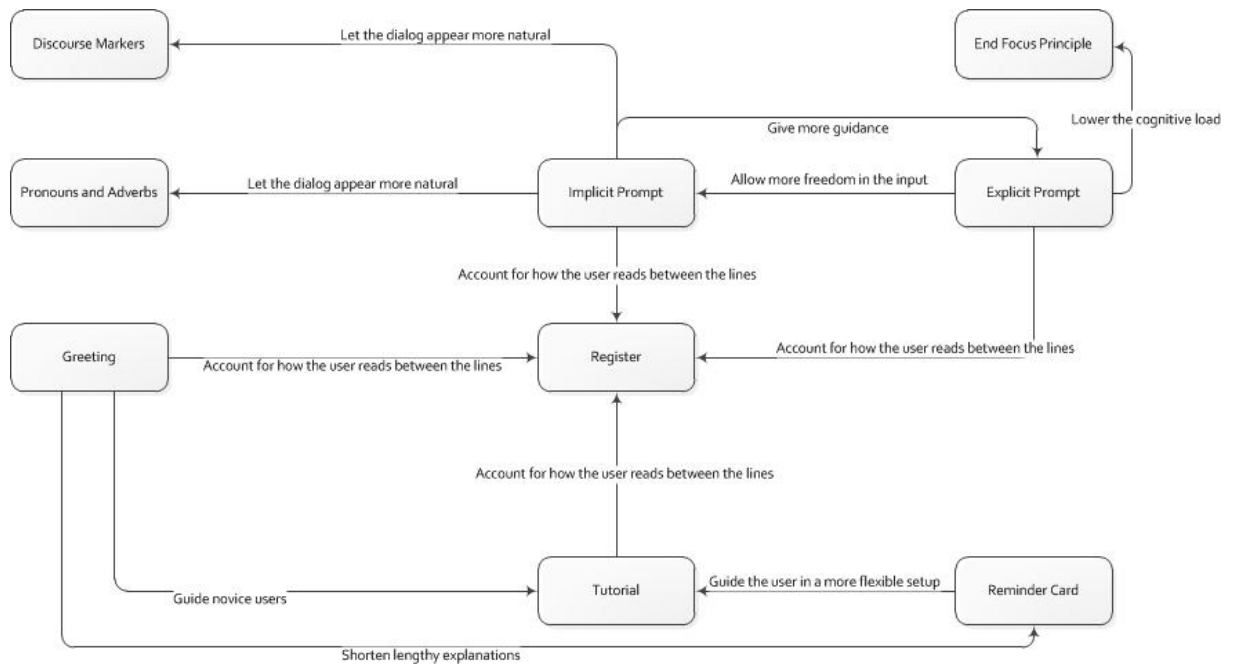 Discourse Markers
Let the dialog appear more natural
End Focus Principle
Give more guidance
Lower the cognitive load
Pronouns and Adverbs
Let the dialog appear more natural
Implicit Prompt
Allow more freedom in the input
Explicit Prompt
Account for how the user reads between the lines
Greeting
Account for how the user reads between the lines
Register
Account for how the user reads between the lines
Account for how the user reads between the lines
Guide novice users
Tutorial
Guide the user in a more flexible setup
Reminder Card
Shorten lengthy explanations